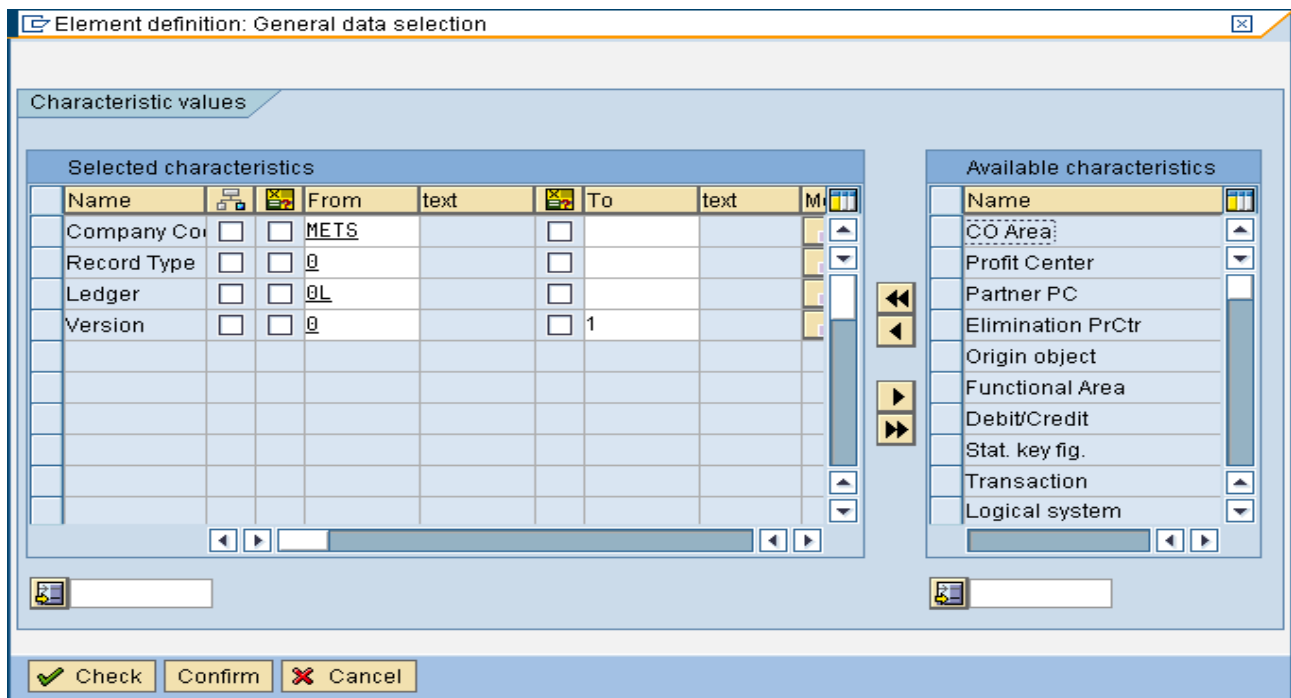 Element definition: General data selection
Characteristic values
Selected characteristics
Name From text To text M
Company Co METS
Record Type 0
Ledger 0L
Version 0 1
Available characteristics
Name
CO Area
Profit Center
Partner PC
Elimination PrCtr
Origin object
Functional Area
Debit/Credit
Stat. key fig.
Transaction
Logical system
Check Confirm Cancel